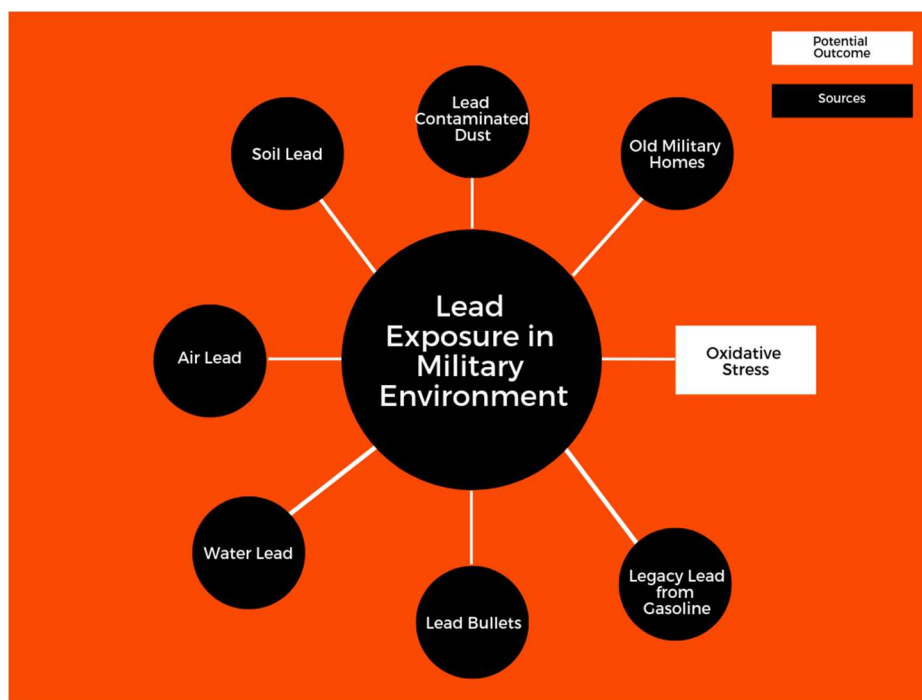 Potential
Outcome
Sources
Lead
Contaminated
Dust
Soil Lead
Old Military
Homes
Lead
Exposure in
Military
Environment
Air Lead
Oxidative
Stress
Water Lead
Lead Bullets
Legacy Lead
from
Gasoline